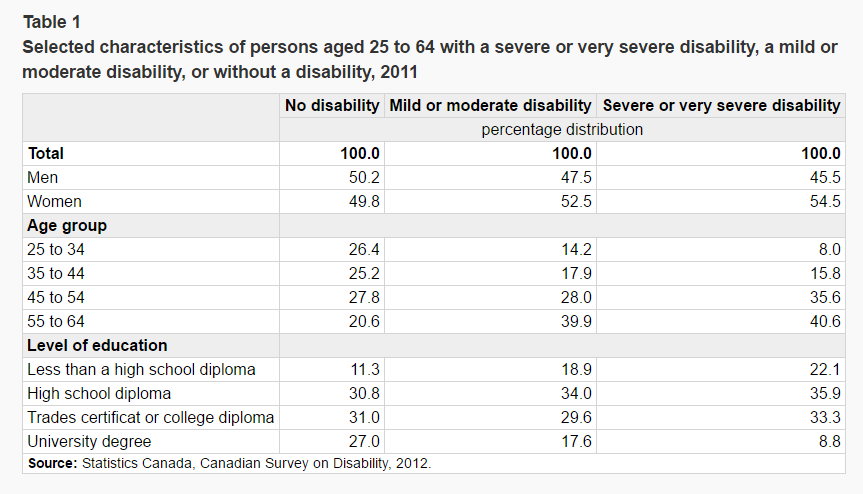 Table 1
Selected characteristics of persons aged 25 to 64 with a severe or very severe disability, a mild or
moderate disability, or without a disability, 2011
No disability Mild or moderate disability Severe or very severe disability
percentage distribution
Total 100.0 100.0 100.0
Men 50.2 47.5 45.5
Women 49.8 52.5 54.5
Age group
25 to 34 26.4 14.2 8.0
35 to 44 25.2 17.9 15.8
45 to 54 27.8 28.0 35.6
55 to 64 20.6 39.9 40.6
Level of education
Less than a high school diploma 11.3 18.9 22.1
High school diploma 30.8 34.0 35.9
Trades certificat or college diploma 31.0 29.6 33.3
University degree 27.0 17.6 8.8
Source: Statistics Canada, Canadian Survey on Disability, 2012.